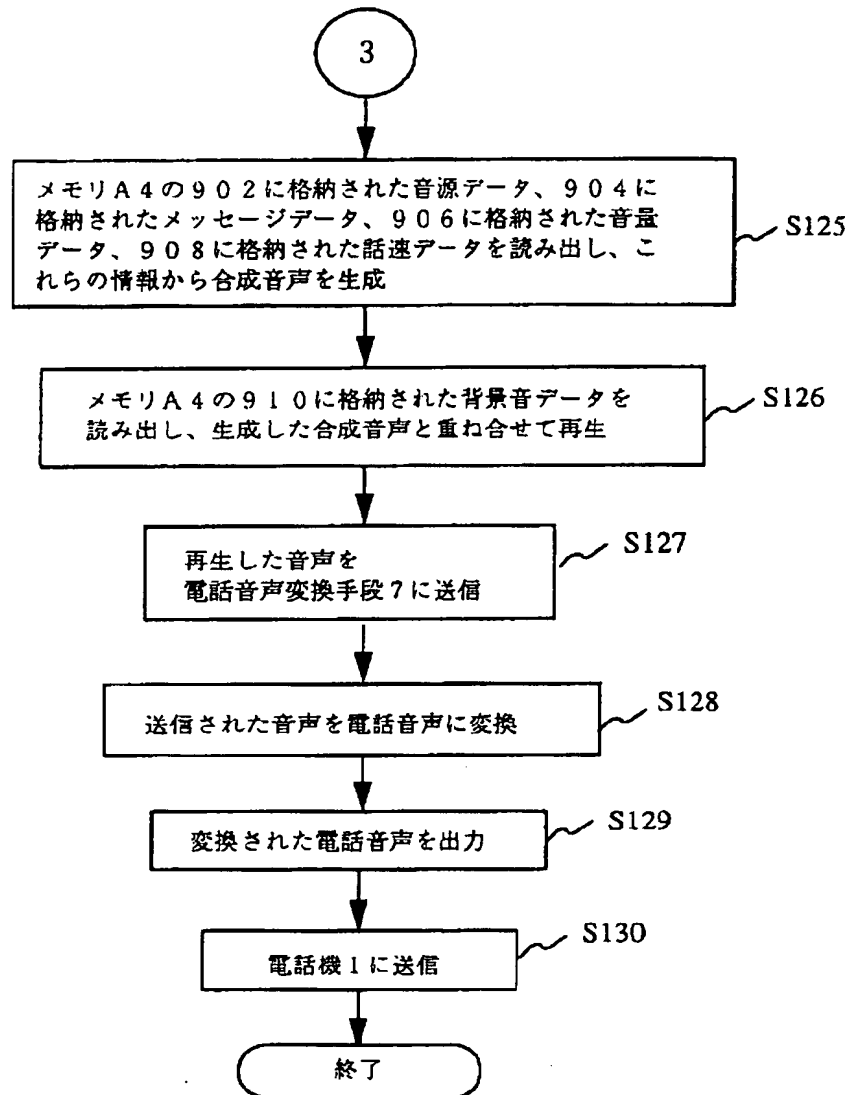 3
メモリA4の902に格納された音源データ、904に
格納されたメッセージデータ、906に格納された音量
データ、908に格納された話速データを読み出し、こ
れらの情報から合成音声を生成
S125
メモリA4の910に格納された背景音データを
読み出し、生成した合成音声と重ね合せて再生
S126
再生した音声を
電話音声変換手段7に送信
S127
送信された音声を電話音声に変換
S128
変換された電話音声を出力
S129
電話機1に送信
S130
終了